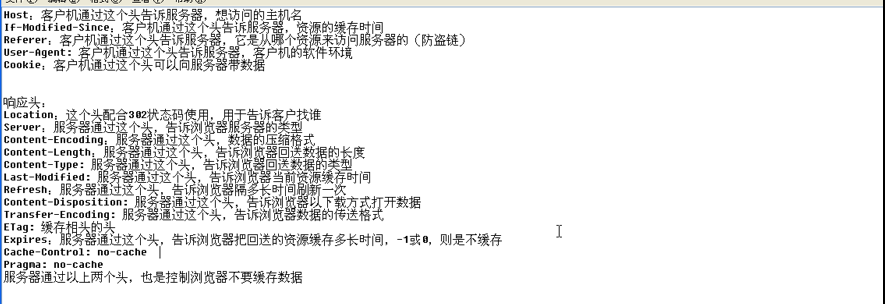 Host: 客户机通过这个头告诉服务器，想访问的主机名
If-Modified-Since: 客户机通过这个头告诉服务器，资源的缓存时间
Referer: 客户机通过这个头告诉服务器，它是从哪个资源来访问服务器的（防盗链）
User-Agent: 客户机通过这个头告诉服务器，客户机的软件环境
Cookie: 客户机通过这个头可以向服务器带数据
响应头：
Location: 这个头配合302状态码使用，用于告诉客户找谁
Server: 服务器通过这个头，告诉浏览器服务器的类型
Content-Encoding: 服务器通过这个头，数据的压缩格式
Content-Length: 服务器通过这个头，告诉浏览器回送数据的长度
Content-Type: 服务器通过这个头，告诉浏览器回送数据的类型
Last-Modified: 服务器通过这个头，告诉浏览器当前资源缓存时间
Refresh: 服务器通过这个头，告诉浏览器隔多长时间刷新一次
Content-Disposition: 服务器通过这个头，告诉浏览器以下载方式打开数据
Transfer-Encoding: 服务器通过这个头，告诉浏览器数据的传送格式
ETag: 缓存相头的头
Expires: 服务器通过这个头，告诉浏览器把回送的资源缓存多长时间，-1或0，则是不缓存
Cache-Control: no-cache
Pragma: no-cache
服务器通过以上两个头，也是控制浏览器不要缓存数据